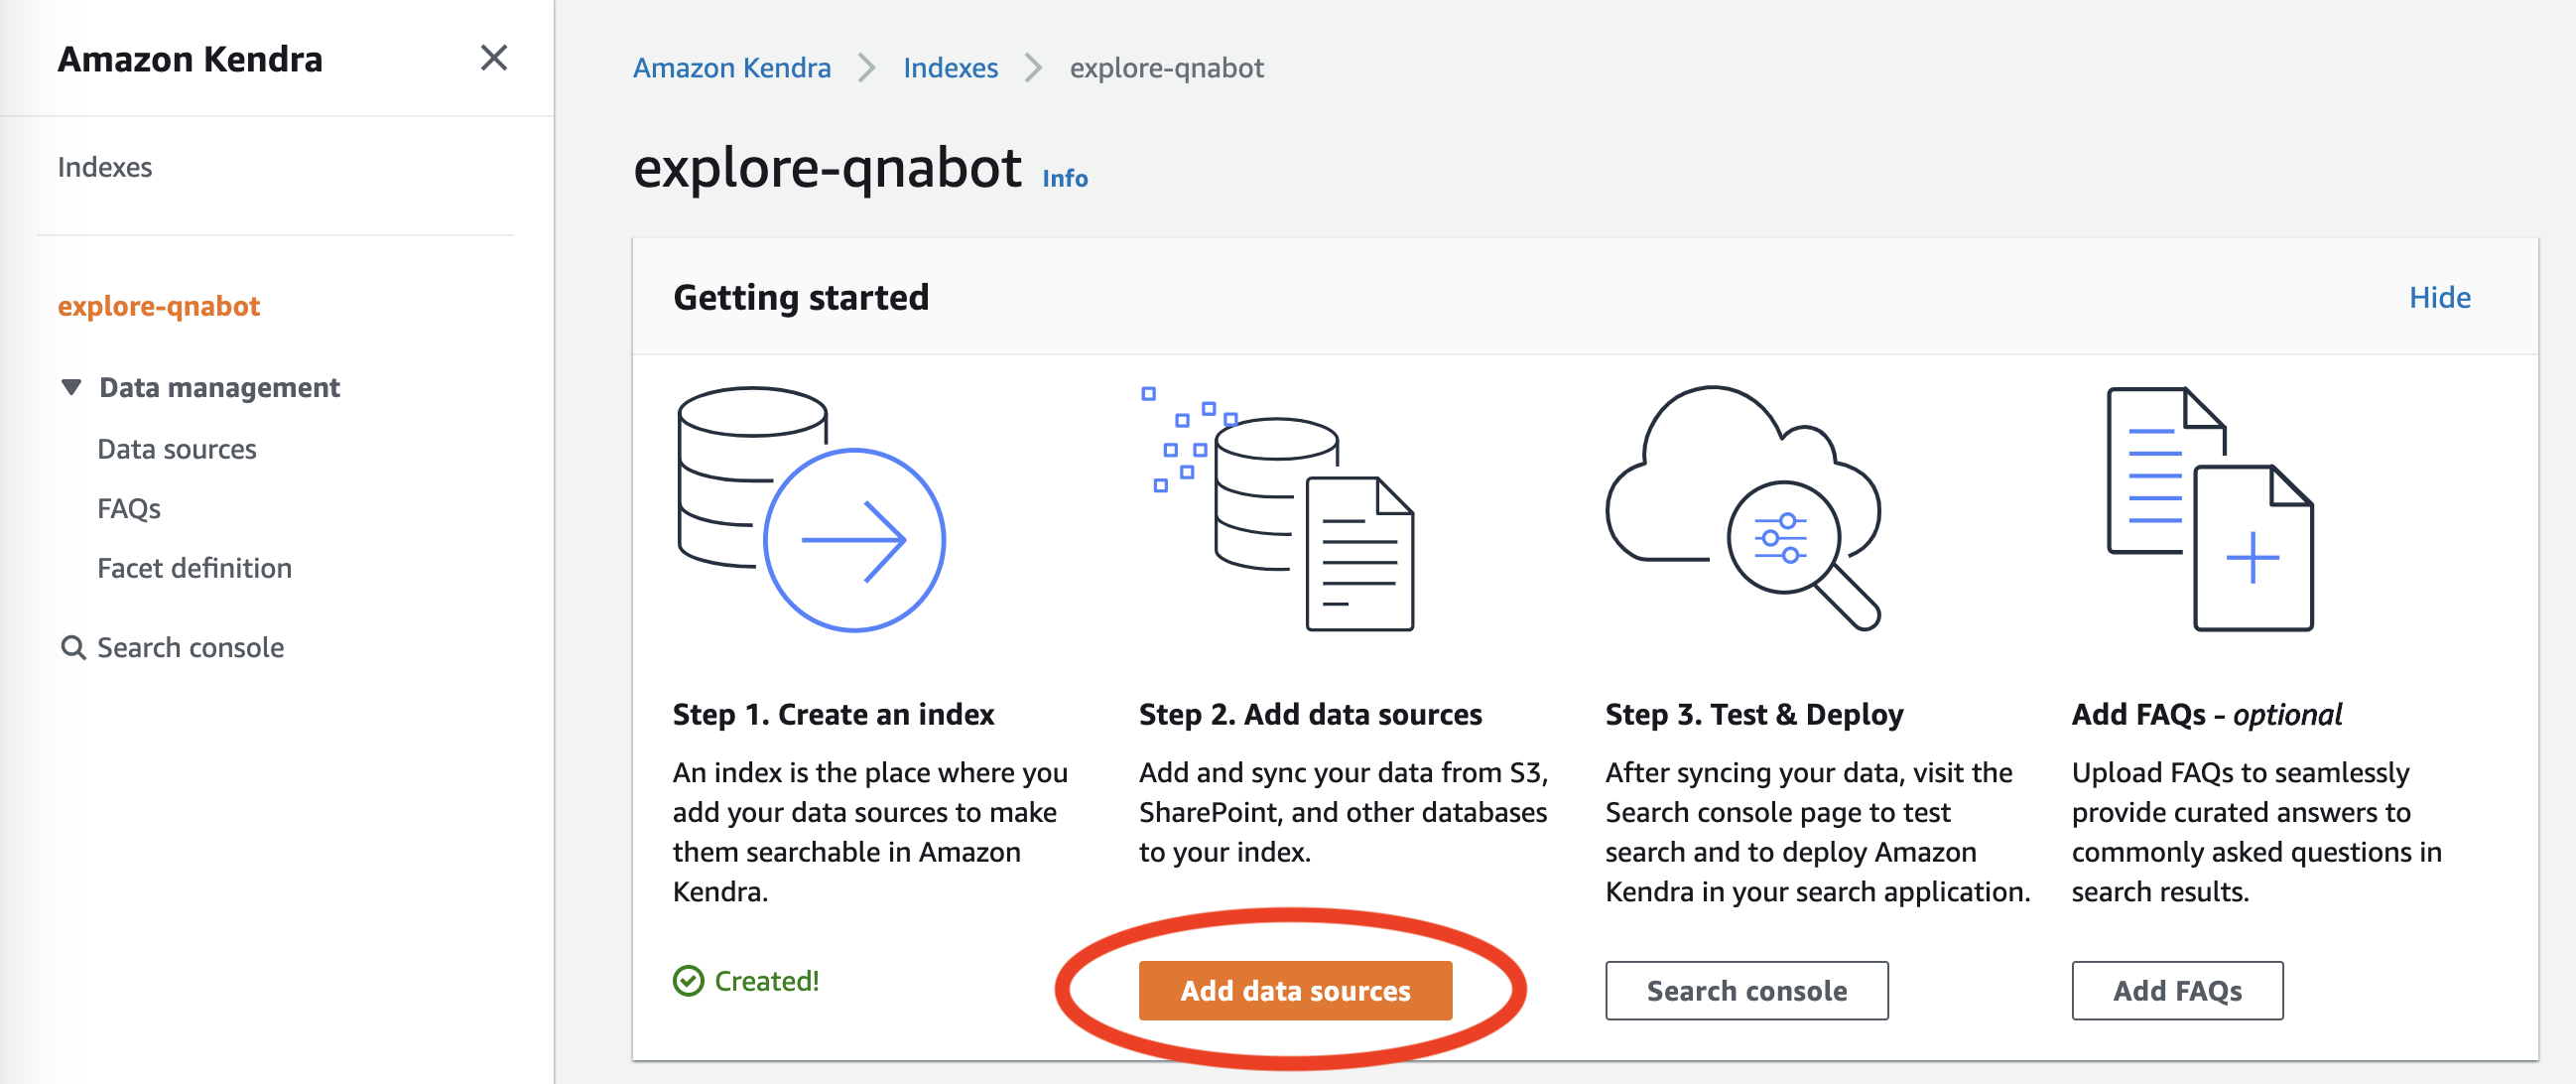 Amazon Kendra
Indexes
explore-qnabot
Data management
Data sources
FAQs
Facet definition
Search console
Amazon Kendra > Indexes > explore-qnabot
explore-qnabot Info
Getting started
Hide
Step 1. Create an index
An index is the place where you
add your data sources to make
them searchable in Amazon
Kendra.
Created!
Step 2. Add data sources
Add and sync your data from S3,
SharePoint, and other databases
to your index.
Add data sources
Step 3. Test & Deploy
After syncing your data, visit the
Search console page to test
search and to deploy Amazon
Kendra in your search application.
Search console
Add FAQs - optional
Upload FAQs to seamlessly
provide curated answers to
commonly asked questions in
search results.
Add FAQs